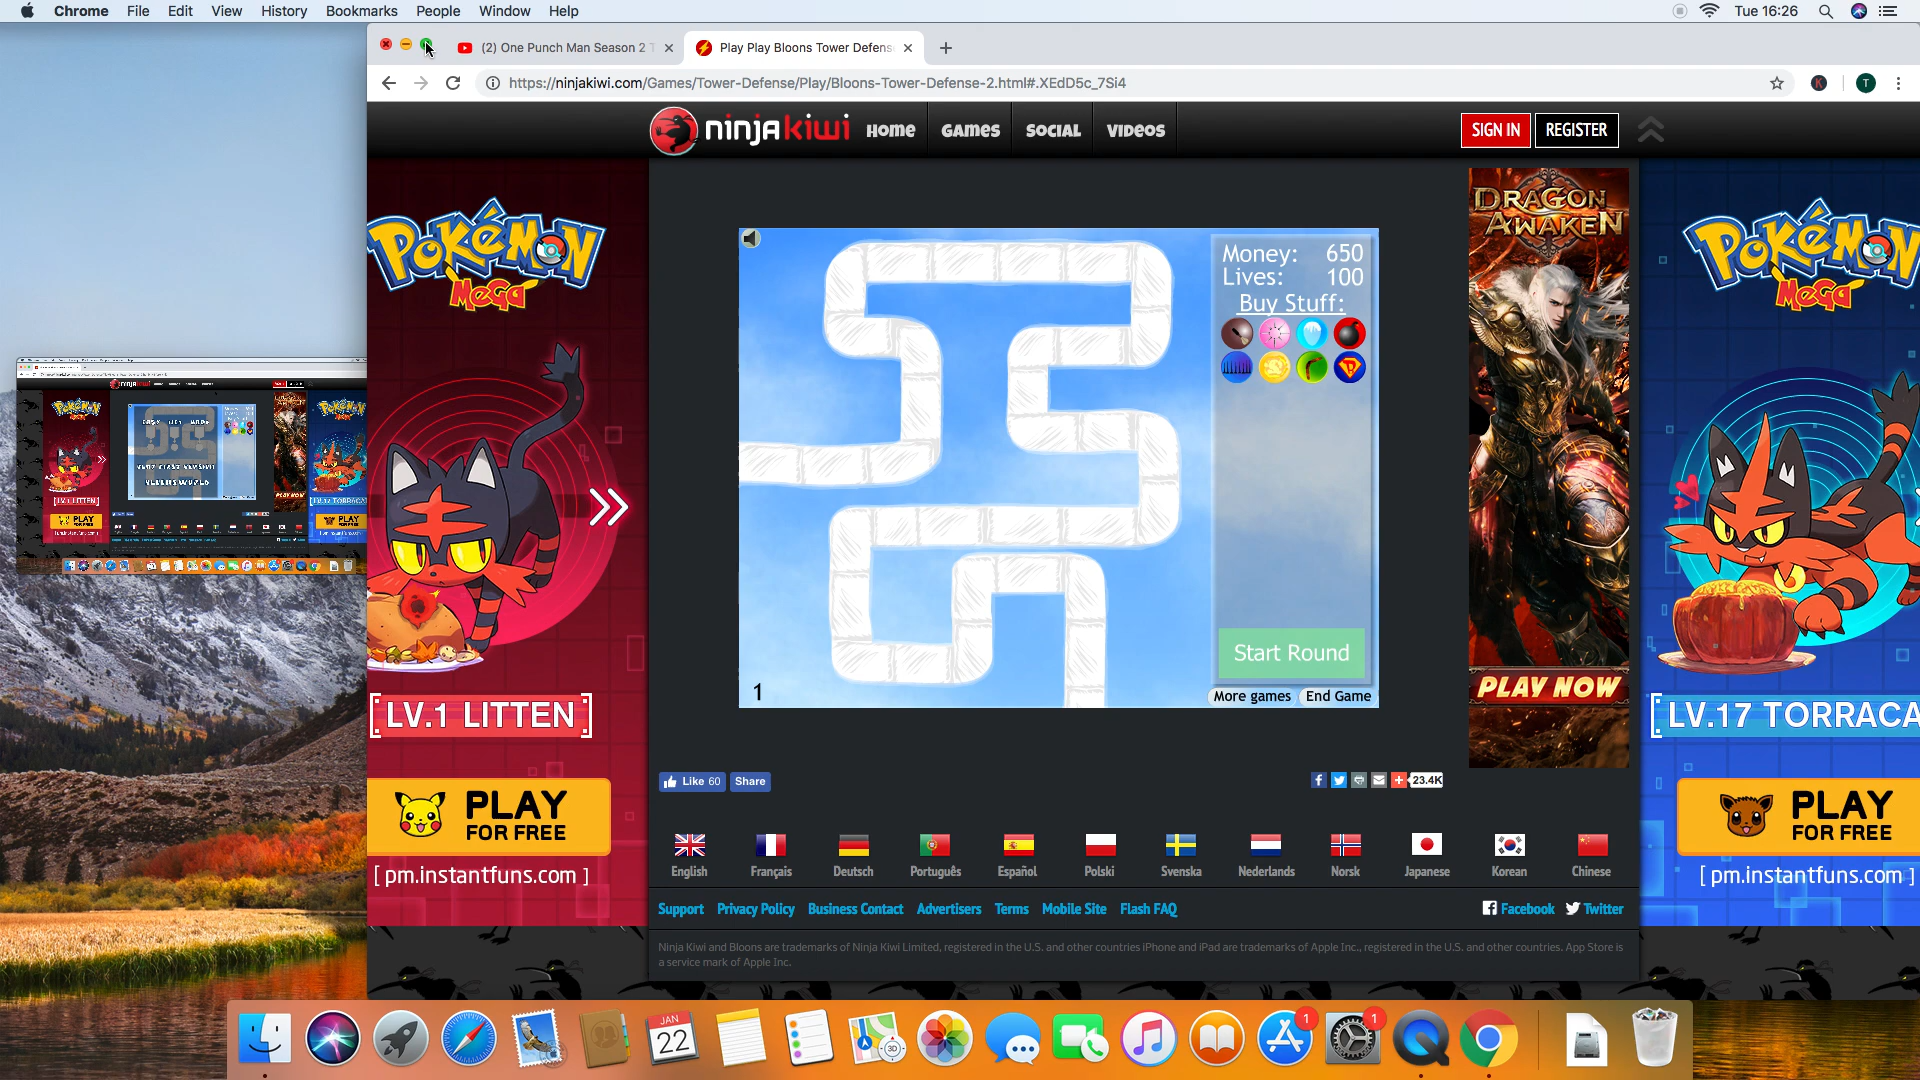 Chrome File Edit View History Bookmarks People Window Help
Tue 16:26
(2) One Punch Man Season 2 T
Play Play Bloons Tower Defens
https://ninjakiwi.com/Games/Tower-Defense/Play/Bloons-Tower-Defense-2.html#.XEdD5c_7Si4
K
T
ninjakiwi
Home Games Social Videos
SIGN IN REGISTER
POKÉMON
MEGA
LV.1 LITTEN
PLAY
FOR FREE
[ pm.instantfuns.com ]
Money: 650
Lives: 100
Buy Stuff:
Start Round
1
More games End Game
DRAGON
AWAKEN
PLAY NOW
POKÉMON
MEGA
LV.17 TORRACA
PLAY
FOR FREE
[ pm.instantfuns.com ]
Like 60 Share
23.4K
English Français Deutsch Português Español Polski Svenska Nederlands Norsk Japanese Korean Chinese
Support Privacy Policy Business Contact Advertisers Terms Mobile Site Flash FAQ
Facebook Twitter
Ninja Kiwi and Bloons are trademarks of Ninja Kiwi Limited, registered in the U.S. and other countries iPhone and iPad are trademarks of Apple Inc., registered in the U.S. and other countries. App Store is
a service mark of Apple Inc.
JAN
22
3D
1
1